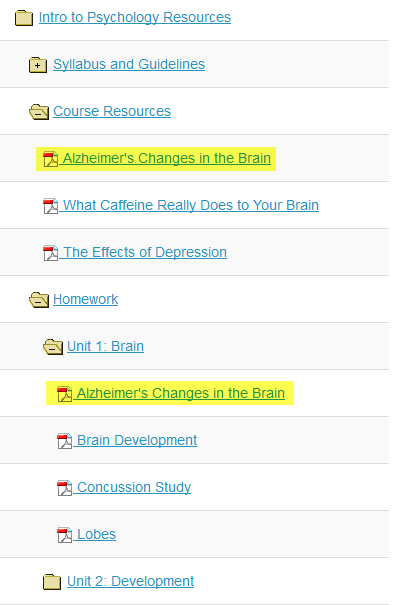 Intro to Psychology Resources
Syllabus and Guidelines
Course Resources
Alzheimer's Changes in the Brain
What Caffeine Really Does to Your Brain
The Effects of Depression
Homework
Unit 1: Brain
Alzheimer's Changes in the Brain
Brain Development
Concussion Study
Lobes
Unit 2: Development